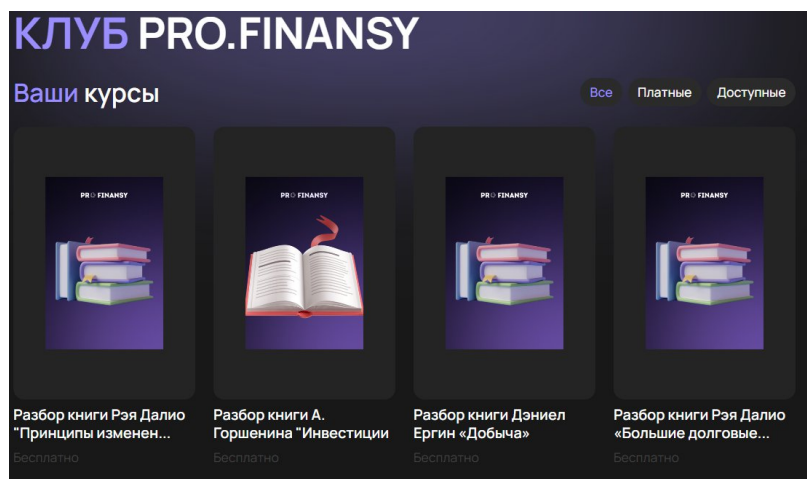 КЛУБ PRO.FINANSY
Ваши курсы
Все Платные Доступные
PRO FINANSY
PRO FINANSY
PRO FINANSY
PRO FINANSY
Разбор книги Рэя Далио
"Принципы изменен...
Бесплатно
Разбор книги А.
Горшенина "Инвестиции
Бесплатно
Разбор книги Дэниел
Ергин «Добыча»
Бесплатно
Разбор книги Рэя Далио
«Большие долговые...
Бесплатно